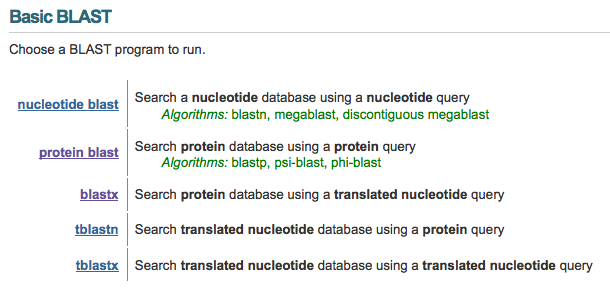 Basic BLAST
Choose a BLAST program to run.
nucleotide blast Search a nucleotide database using a nucleotide query
Algorithms: blastn, megablast, discontiguous megablast
protein blast Search protein database using a protein query
Algorithms: blastp, psi-blast, phi-blast
blastx Search protein database using a translated nucleotide query
tblastn Search translated nucleotide database using a protein query
tblastx Search translated nucleotide database using a translated nucleotide query